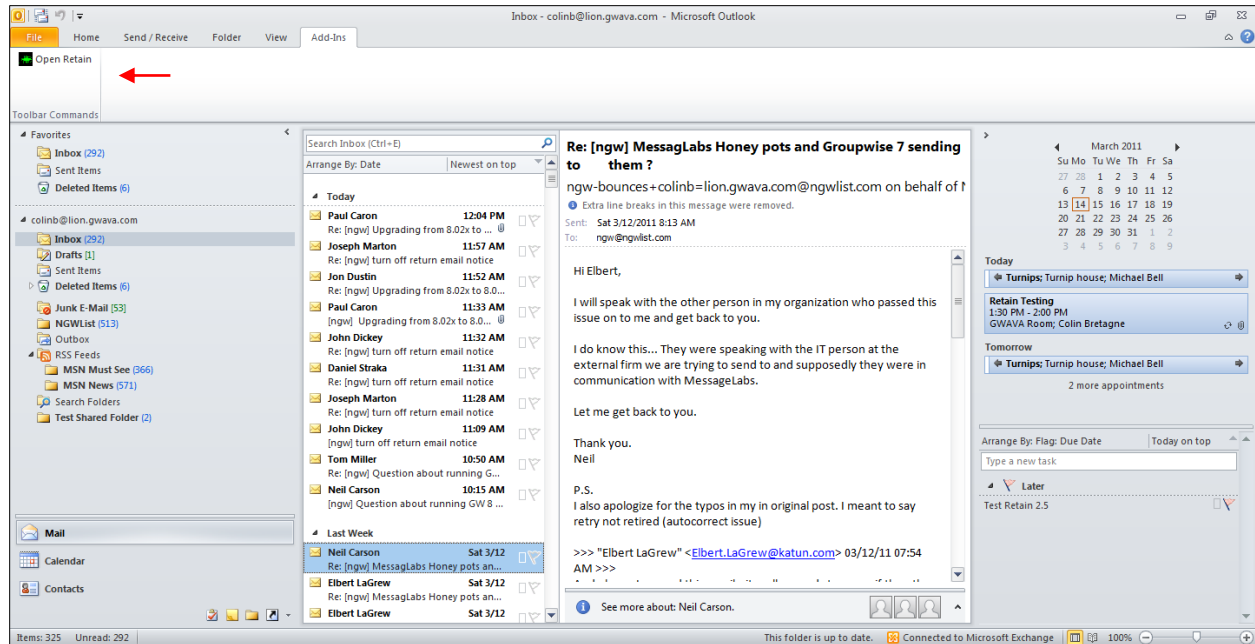 Inbox - colinb@lion.gwava.com - Microsoft Outlook
File Home Send / Receive Folder View Add-Ins
Open Retain
Toolbar Commands
Favorites
Inbox (292)
Sent Items
Deleted Items (6)
colinb@lion.gwava.com
Inbox (292)
Drafts [1]
Sent Items
Deleted Items (6)
Junk E-Mail [53]
NGWList (513)
Outbox
RSS Feeds
MSN Must See (366)
MSN News (571)
Search Folders
Test Shared Folder (2)
Mail
Calendar
Contacts
Search Inbox (Ctrl+E)
Arrange By: Date Newest on top
Today
Paul Caron 12:04 PM
Re: [ngw] Upgrading from 8.02x to ...
Joseph Marton 11:57 AM
Re: [ngw] turn off return email notice
Jon Dustin 11:52 AM
Re: [ngw] Upgrading from 8.02x to 8.0...
Paul Caron 11:33 AM
[ngw] Upgrading from 8.02x to 8.0...
John Dickey 11:32 AM
Re: [ngw] turn off return email notice
Daniel Straka 11:31 AM
Re: [ngw] turn off return email notice
Joseph Marton 11:28 AM
Re: [ngw] turn off return email notice
John Dickey 11:09 AM
[ngw] turn off return email notice
Tom Miller 10:50 AM
Re: [ngw] Question about running G...
Neil Carson 10:15 AM
[ngw] Question about running GW 8 ...
Last Week
Neil Carson Sat 3/12
Re: [ngw] MessagLabs Honey pots an...
Elbert LaGrew Sat 3/12
Re: [ngw] MessagLabs Honey pots an...
Elbert LaGrew Sat 3/12
Re: [ngw] MessagLabs Honey pots and Groupwise 7 sending
to them ?
ngw-bounces+colinb=lion.gwava.com@ngwlist.com on behalf of
Extra line breaks in this message were removed.
Sent: Sat 3/12/2011 8:13 AM
To: ngw@ngwlist.com
Hi Elbert,
I will speak with the other person in my organization who passed this
issue on to me and get back to you.
I do know this... They were speaking with the IT person at the
external firm we are trying to send to and supposedly they were in
communication with MessageLabs.
Let me get back to you.
Thank you.
Neil
P.S.
I also apologize for the typos in my in original post. I meant to say
retry not retired (autocorrect issue)
>>> "Elbert LaGrew" <Elbert.LaGrew@katun.com> 03/12/11 07:54
AM >>>
See more about: Neil Carson.
March 2011
Su Mo Tu We Th Fr Sa
27 28 1 2 3 4 5
6 7 8 9 10 11 12
13 14 15 16 17 18 19
20 21 22 23 24 25 26
27 28 29 30 31 1 2
3 4 5 6 7 8 9
Today
Turnips; Turnip house; Michael Bell
Retain Testing
1:30 PM - 2:00 PM
GWAVA Room; Colin Bretagne
Tomorrow
Turnips; Turnip house; Michael Bell
2 more appointments
Arrange By: Flag: Due Date Today on top
Type a new task
Later
Test Retain 2.5
Items: 325 Unread: 292 This folder is up to date. Connected to Microsoft Exchange 100%